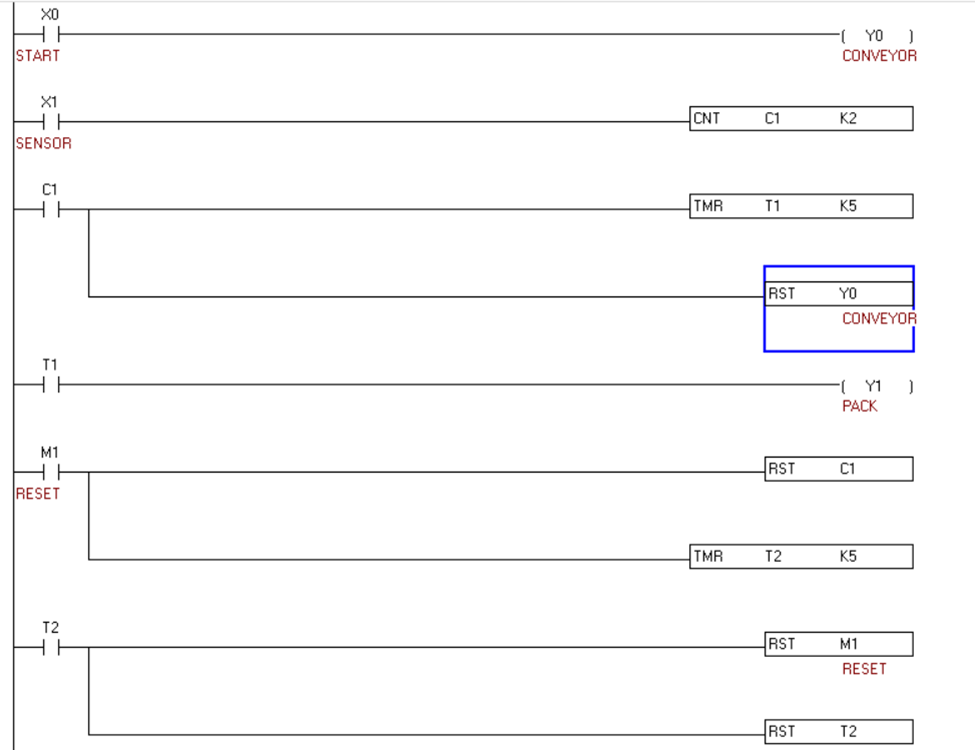 X0
( Y0 )
START
CONVEYOR
X1
CNT C1 K2
SENSOR
C1
TMR T1 K5
RST Y0
CONVEYOR
T1
( Y1 )
PACK
M1
RST C1
RESET
TMR T2 K5
T2
RST M1
RESET
RST T2